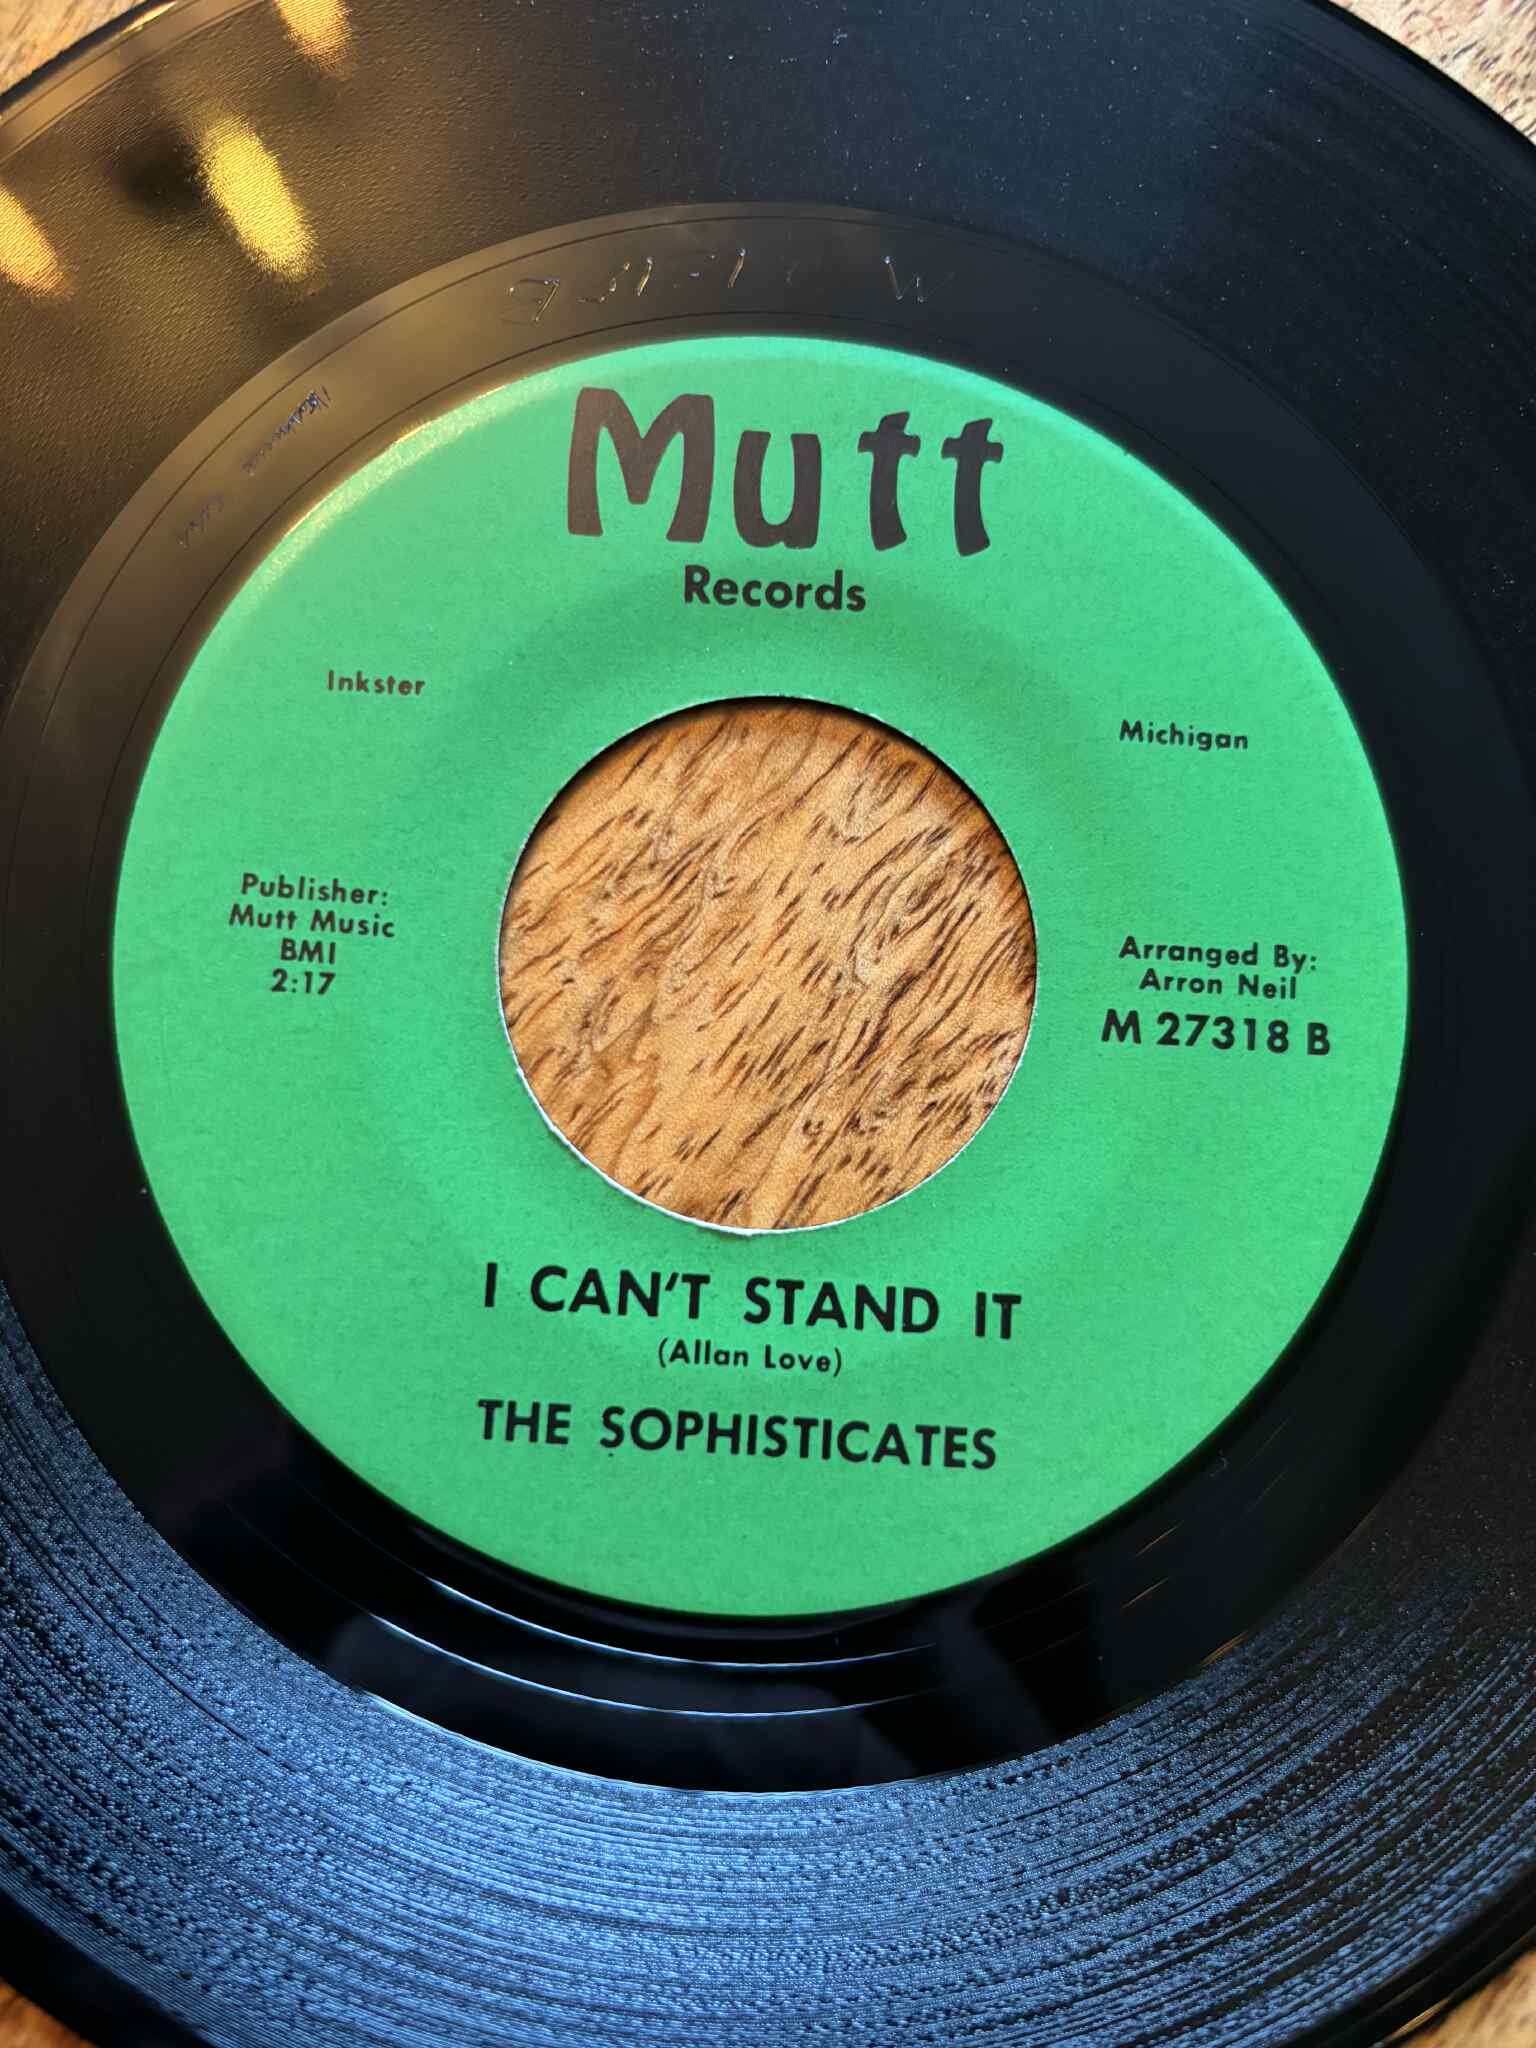 Mutt
Records
Inkster
Michigan
Publisher:
Mutt Music
BMI
2:17
Arranged By:
Arron Neil
M 27318 B
I CAN'T STAND IT
(Allan Love)
THE SOPHISTICATES